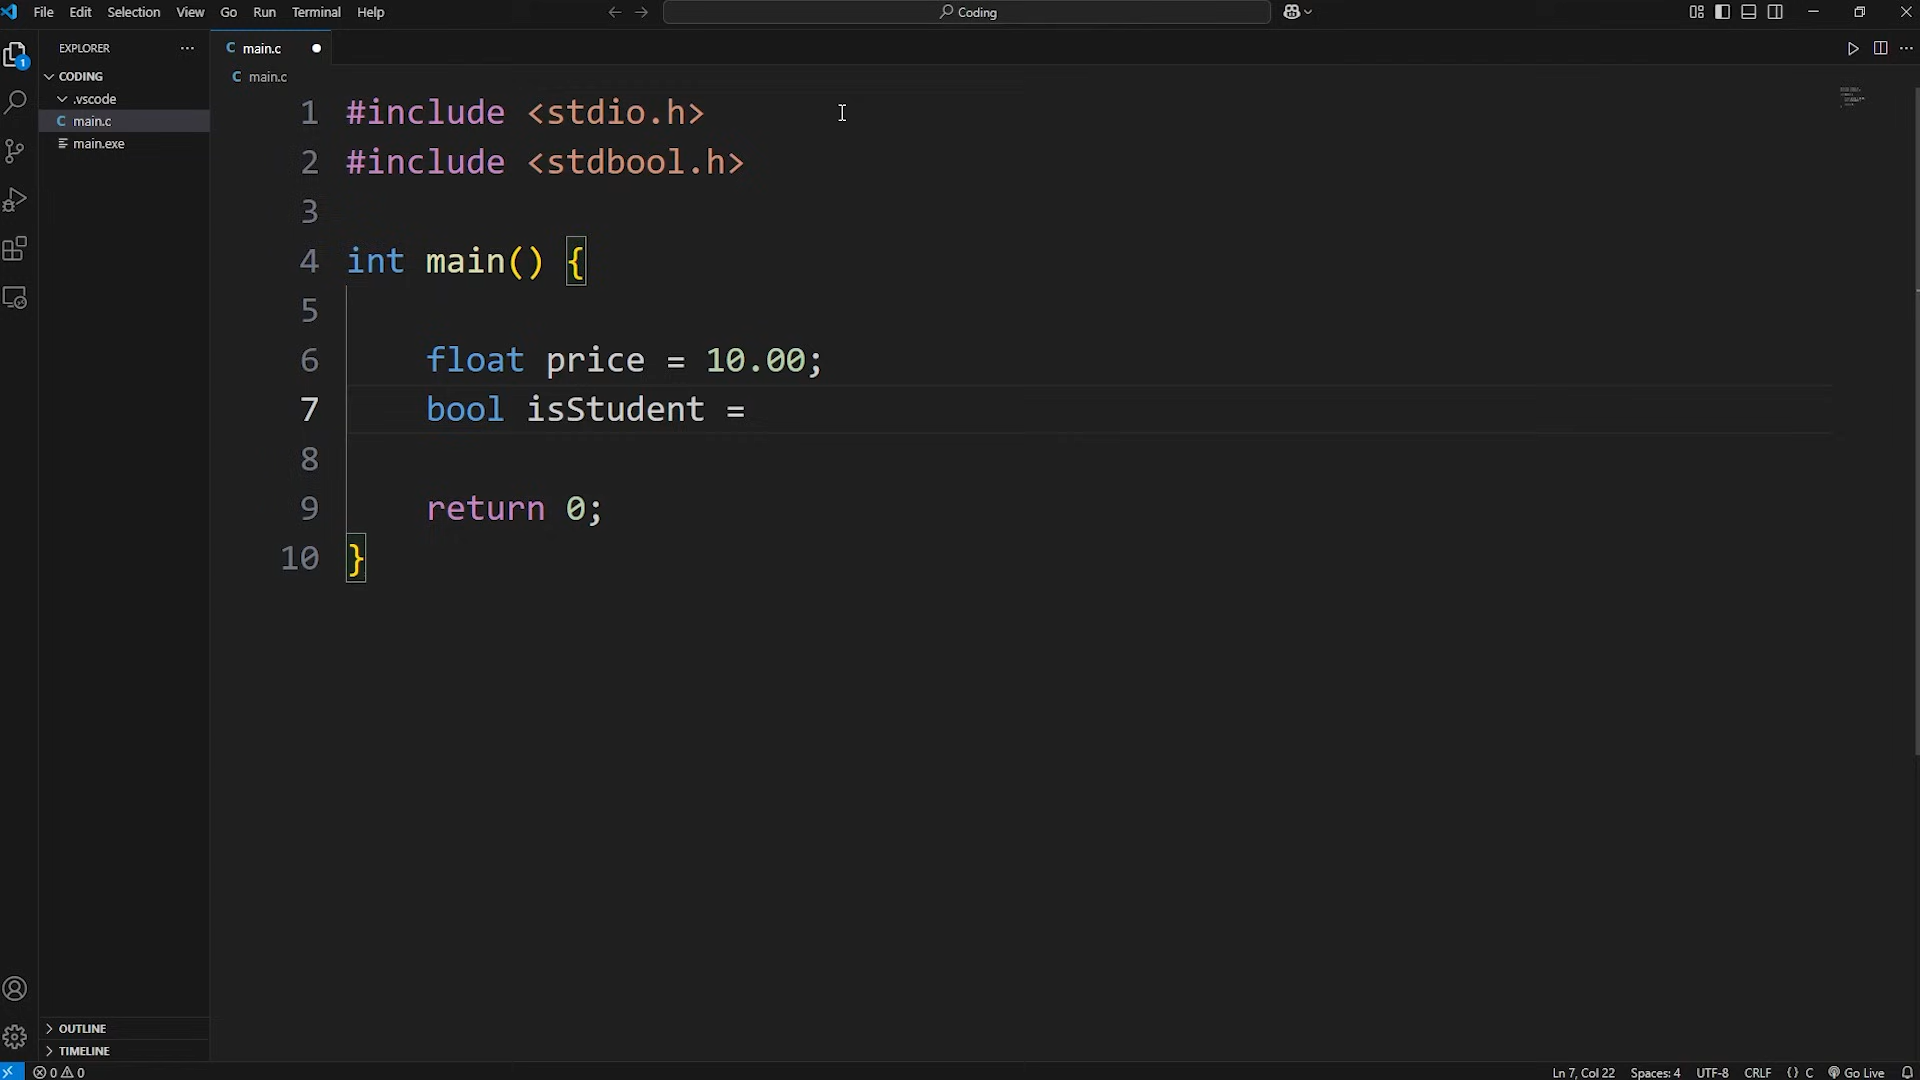 File Edit Selection View Go Run Terminal Help
Coding
EXPLORER
CODING
.vscode
C main.c
main.exe
OUTLINE
TIMELINE
1
C main.c
C main.c
1 #include <stdio.h>
2 #include <stdbool.h>
3
4 int main() {
5
6 float price = 10.00;
7 bool isStudent =
8
9 return 0;
10 }
0 0 Ln 7, Col 22 Spaces: 4 UTF-8 CRLF {} C Go Live